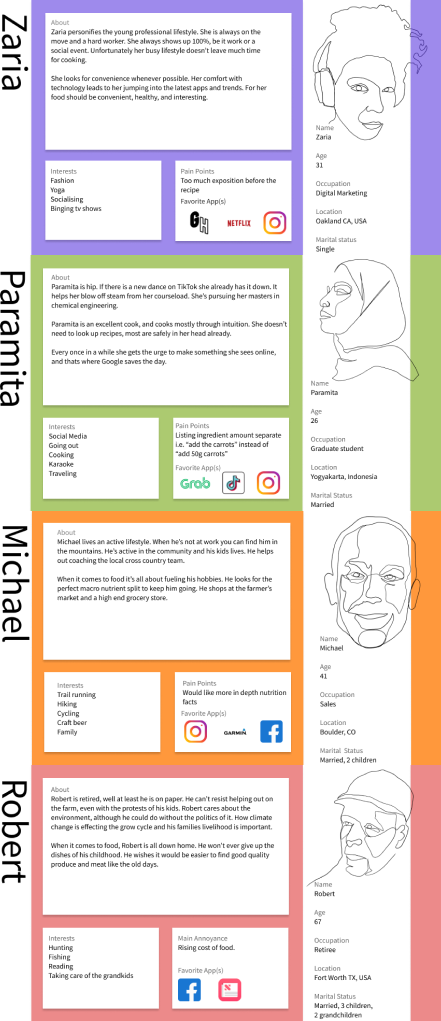 Zaria
About
Zaria personifies the young professional lifestyle. She is always on the
move and a hard worker. She always shows up 100%, be it work or a
social event. Unfortunately her busy lifestyle doesn't leave much time
for cooking.
She looks for convenience whenever possible. Her comfort with
technology leads to her jumping into the latest apps and trends. For her
food should be convenient, healthy, and interesting.
Interests
Fashion
Yoga
Socialising
Binging tv shows
Pain Points
Too much exposition before the
recipe
Favorite App(s)
GH
NETFLIX
Name
Zaria
Age
31
Occupation
Digital Marketing
Location
Oakland CA, USA
Marital status
Single
Paramita
About
Paramita is hip. If there is a new dance on TikTok she already has it down. It
helps her blow off steam from her courseload. She's pursuing her masters in
chemical engineering.
Paramita is an excellent cook, and cooks mostly through intuition. She doesn't
need to look up recipes, most are safely in her head already.
Every once in a while she gets the urge to make something she sees online,
and thats where Google saves the day.
Interests
Social Media
Going out
Cooking
Karaoke
Traveling
Pain Points
Listing ingredient amount separate
i.e. "add the carrots" instead of
"add 50g carrots"
Favorite App(s)
Grab
Name
Paramita
Age
26
Occupation
Graduate student
Location
Yogyakarta, Indonesia
Marital Status
Married
Michael
About
Michael lives an active lifestyle. When he's not at work you can find him in
the mountains. He's active in the community and his kids lives. He helps
out coaching the local cross country team.
When it comes to food it's all about fueling his hobbies. He looks for the
perfect macro nutrient split to keep him going. He shops at the farmer's
market and a high end grocery store.
Interests
Trail running
Hiking
Cycling
Craft beer
Family
Pain Points
Would like more in depth nutrition
facts
Favorite App(s)
GARMIN
Name
Michael
Age
41
Occupation
Sales
Location
Boulder, CO
Marital Status
Married, 2 children
Robert
About
Robert is retired, well at least he is on paper. He can't resist helping out on
the farm, even with the protests of his kids. Robert cares about the
environment, although he could do without the politics of it. How climate
change is effecting the grow cycle and his families livelihood is important.
When it comes to food, Robert is all down home. He won't ever give up the
dishes of his childhood. He wishes it would be easier to find good quality
produce and meat like the old days.
Interests
Hunting
Fishing
Reading
Taking care of the grandkids
Main Annoyance
Rising cost of food.
Favorite App(s)
Name
Robert
Age
67
Occupation
Retiree
Location
Fort Worth TX, USA
Marital Status
Married, 3 children,
2 grandchildren